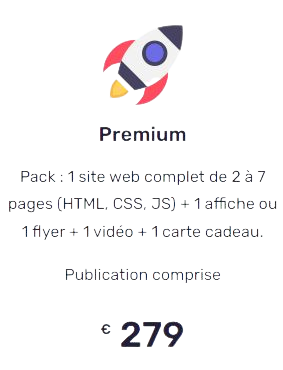 Premium
Pack : 1 site web complet de 2 à 7
pages (HTML, CSS, JS) + 1 affiche ou
1 flyer + 1 vidéo + 1 carte cadeau.
Publication comprise
€ 279